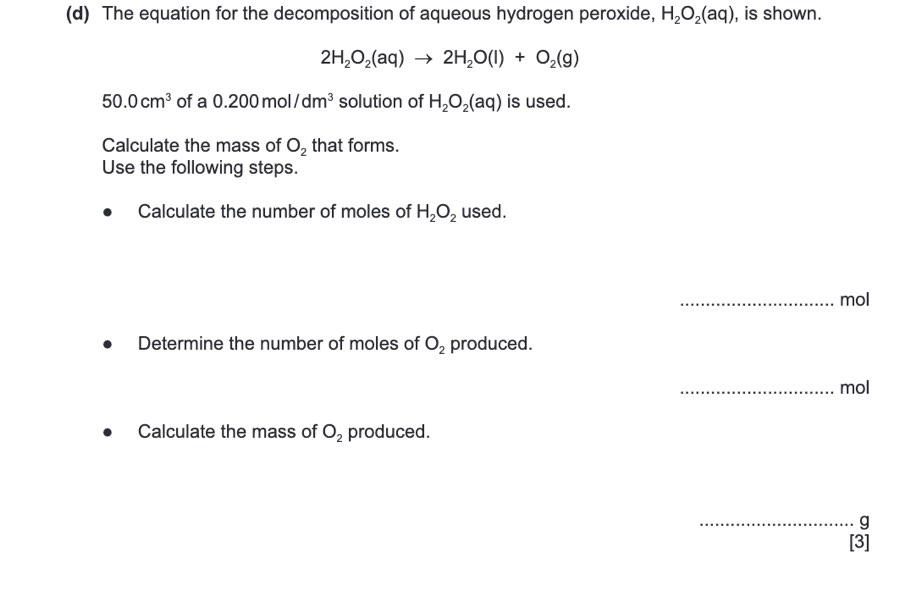 (d) The equation for the decomposition of aqueous hydrogen peroxide, H₂O₂(aq), is shown.
2H₂O₂(aq) → 2H₂O(l) + O₂(g)
50.0 cm³ of a 0.200 mol/dm³ solution of H₂O₂(aq) is used.
Calculate the mass of O₂ that forms.
Use the following steps.
• Calculate the number of moles of H₂O₂ used.
.............................. mol
• Determine the number of moles of O₂ produced.
.............................. mol
• Calculate the mass of O₂ produced.
.............................. g
[3]